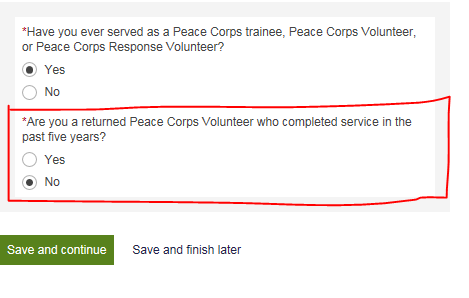 *Have you ever served as a Peace Corps trainee, Peace Corps Volunteer,
or Peace Corps Response Volunteer?
Yes
No
*Are you a returned Peace Corps Volunteer who completed service in the
past five years?
Yes
No
Save and continue Save and finish later